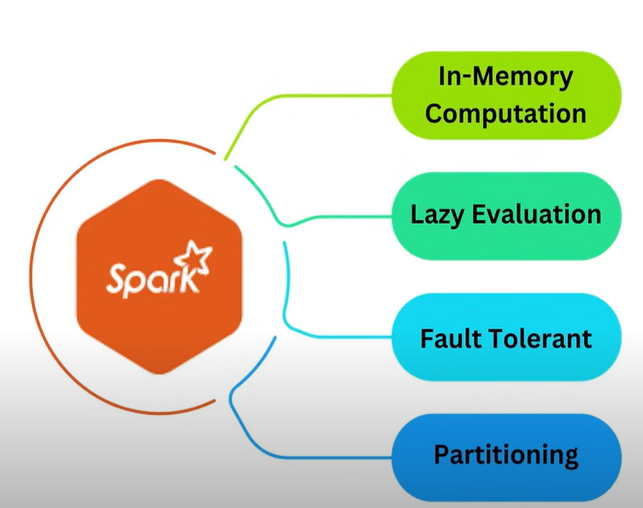 In-Memory
Computation
Lazy Evaluation
Spark
Fault Tolerant
Partitioning